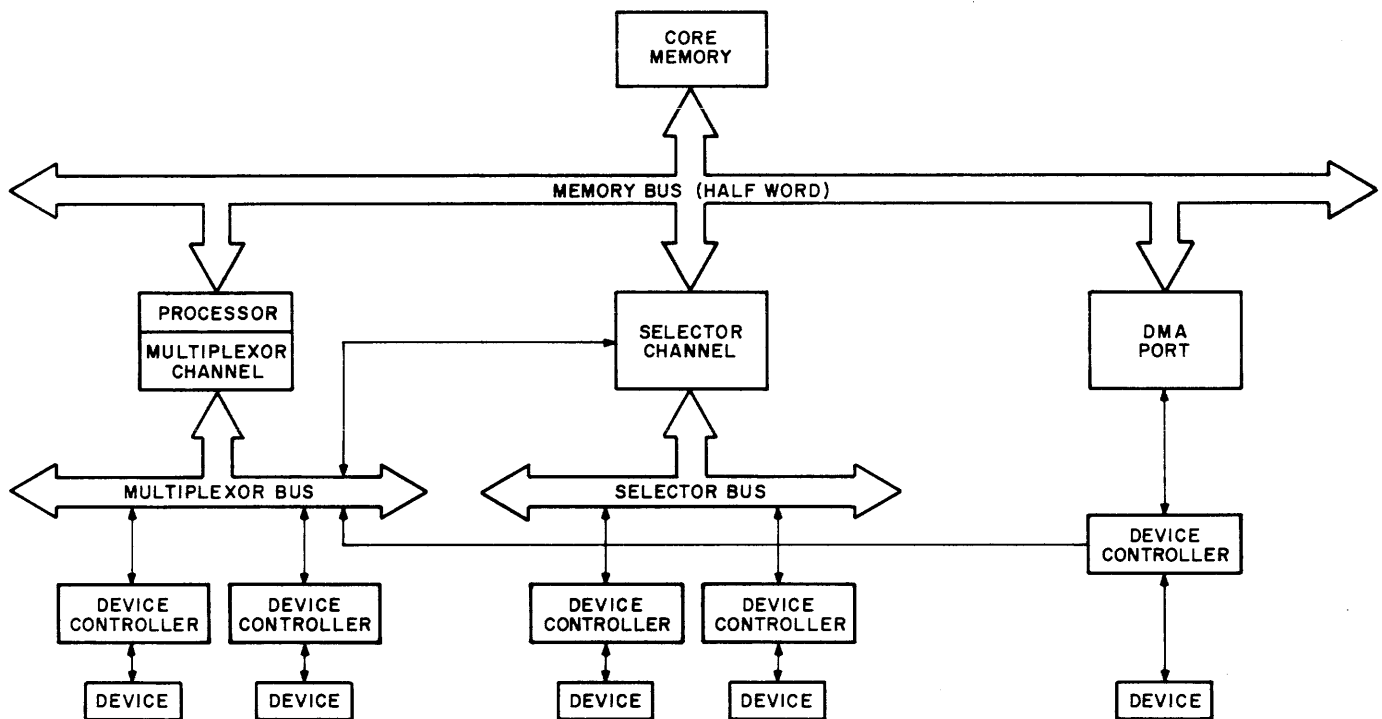 CORE
MEMORY
MEMORY BUS (HALF WORD)
PROCESSOR
MULTIPLEXOR
CHANNEL
SELECTOR
CHANNEL
DMA
PORT
MULTIPLEXOR BUS
SELECTOR BUS
DEVICE
CONTROLLER
DEVICE
CONTROLLER
DEVICE
CONTROLLER
DEVICE
CONTROLLER
DEVICE
CONTROLLER
DEVICE
DEVICE
DEVICE
DEVICE
DEVICE